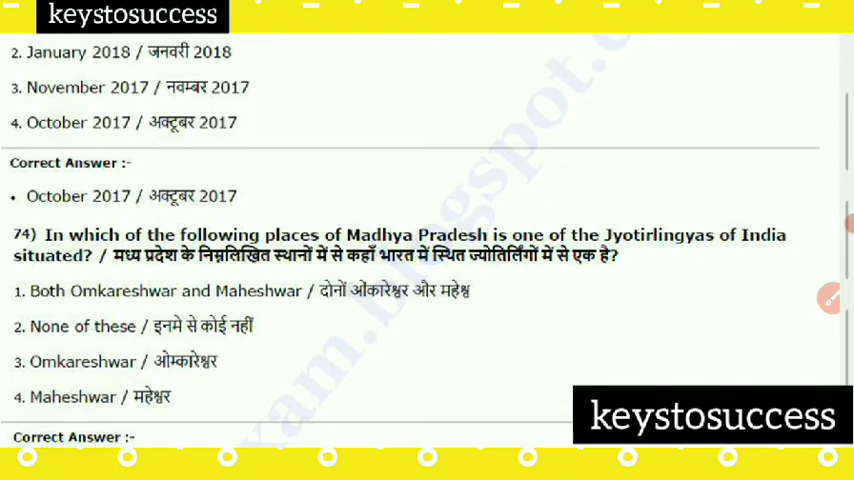 keystosuccess
2. January 2018 / जनवरी 2018
3. November 2017 / नवम्बर 2017
4. October 2017 / अक्टूबर 2017
Correct Answer :-
• October 2017 / अक्टूबर 2017
74) In which of the following places of Madhya Pradesh is one of the Jyotirlingyas of India
situated? / मध्य प्रदेश के निम्नलिखित स्थानों में से कहाँ भारत में स्थित ज्योतिर्लिंगों में से एक है?
1. Both Omkareshwar and Maheshwar / दोनों ओंकारेश्वर और महेश्व
2. None of these / इनमे से कोई नहीं
3. Omkareshwar / ओम्कारेश्वर
4. Maheshwar / महेश्वर
keystosuccess
Correct Answer :-
xam.blogspot.c